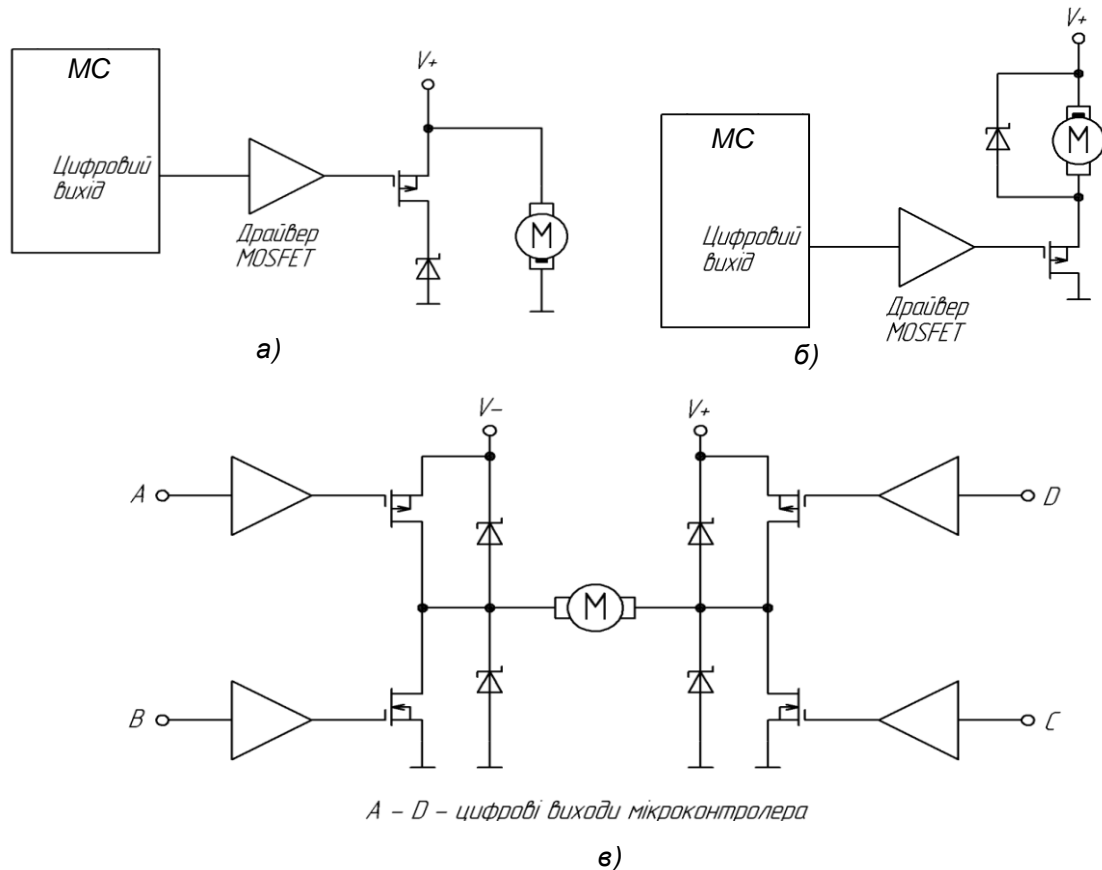 МС
Цифровий
вихід
Драйвер
MOSFET
V+
M
а)
МС
Цифровий
вихід
Драйвер
MOSFET
V+
M
б)
V–
V+
A
B
M
D
C
A – D – цифрові виходи мікроконтролера
в)